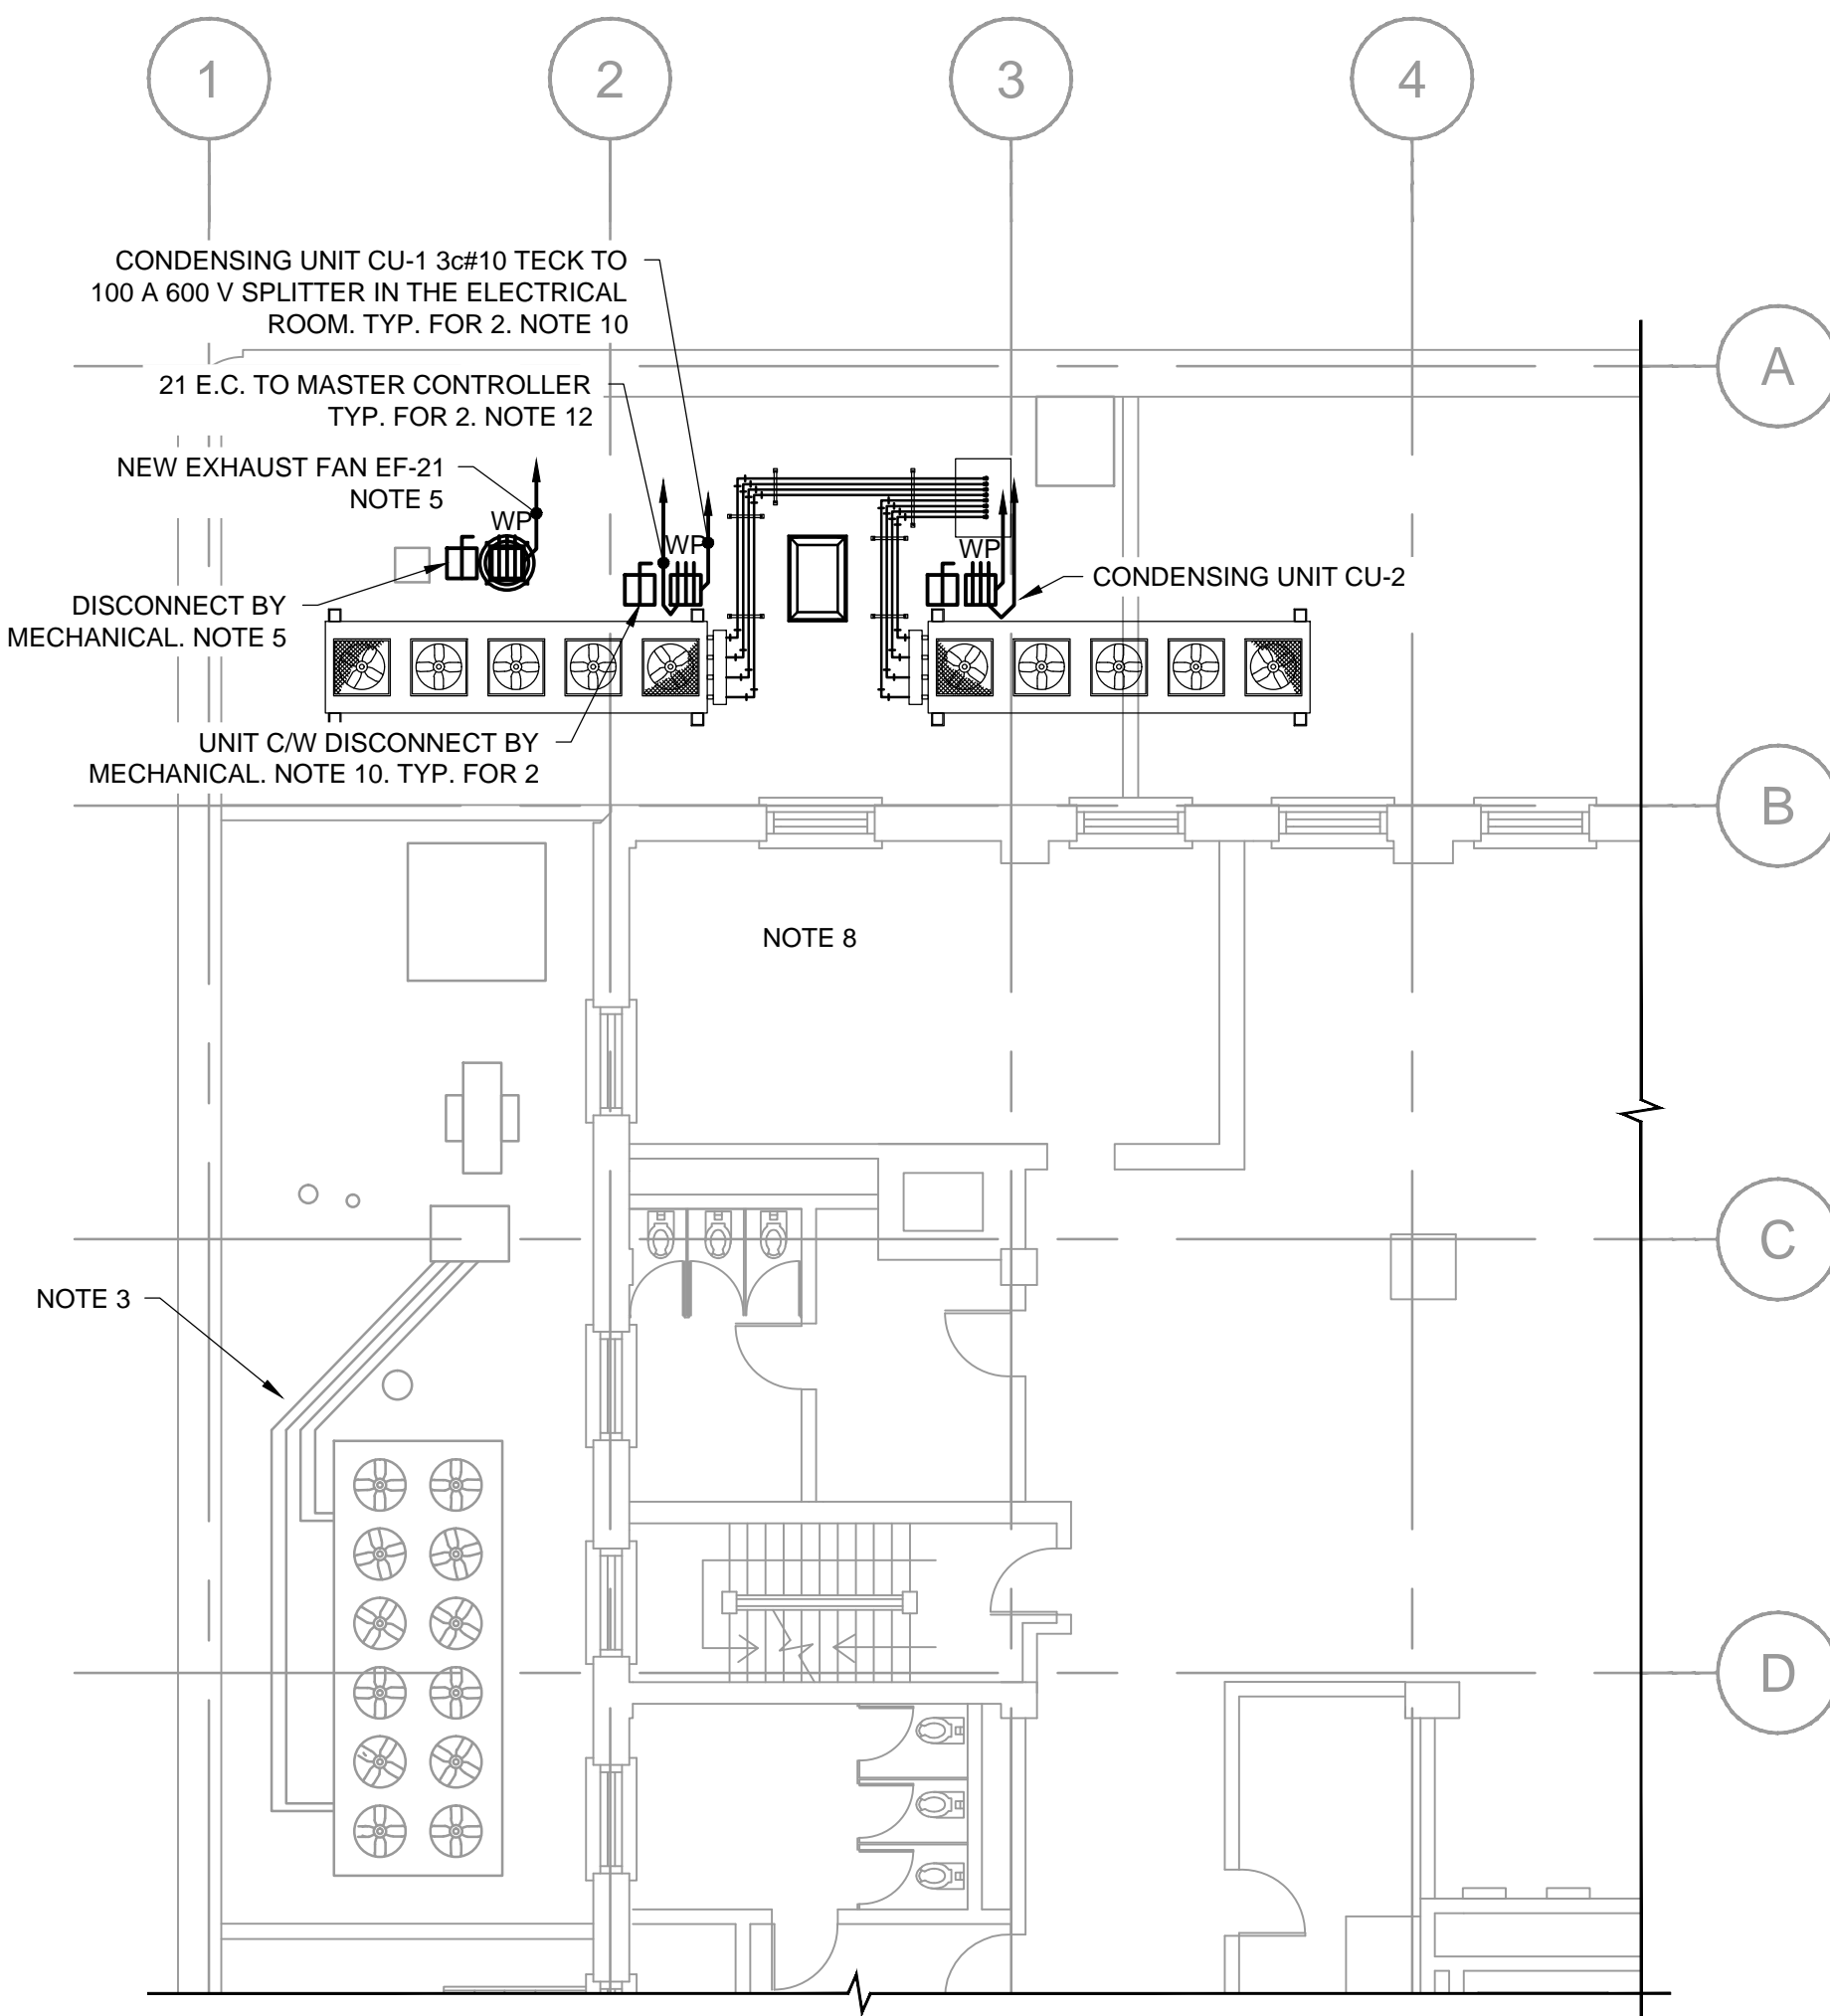 1
2
3
4
CONDENSING UNIT CU-1 3c#10 TECK TO
100 A 600 V SPLITTER IN THE ELECTRICAL
ROOM. TYP. FOR 2. NOTE 10
A
21 E.C. TO MASTER CONTROLLER
TYP. FOR 2. NOTE 12
NEW EXHAUST FAN EF-21
NOTE 5
WP
WP
WP
CONDENSING UNIT CU-2
DISCONNECT BY
MECHANICAL. NOTE 5
UNIT C/W DISCONNECT BY
MECHANICAL. NOTE 10. TYP. FOR 2
B
NOTE 8
C
NOTE 3
D